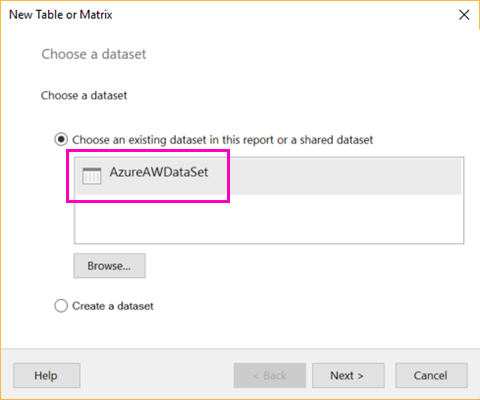 New Table or Matrix
Choose a dataset
Choose a dataset
Choose an existing dataset in this report or a shared dataset
AzureAWDataSet
Browse...
Create a dataset
Help
< Back
Next >
Cancel